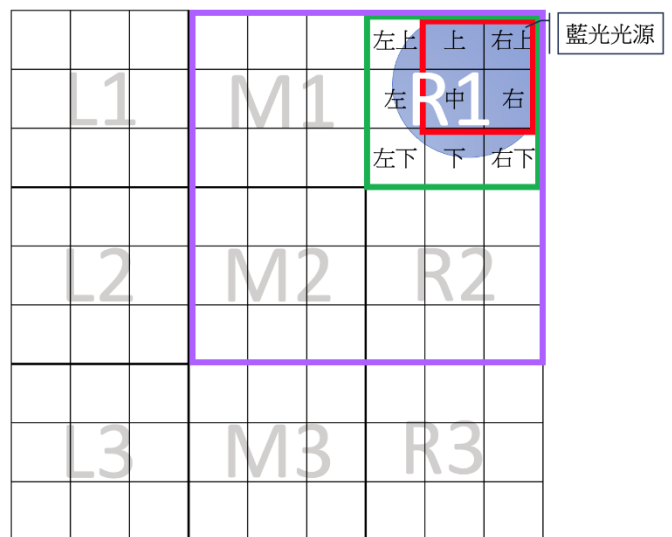 左上 上 右上
藍光光源
L1 M1 R1
左 中 右
左下 下 右下
L2 M2 R2
L3 M3 R3